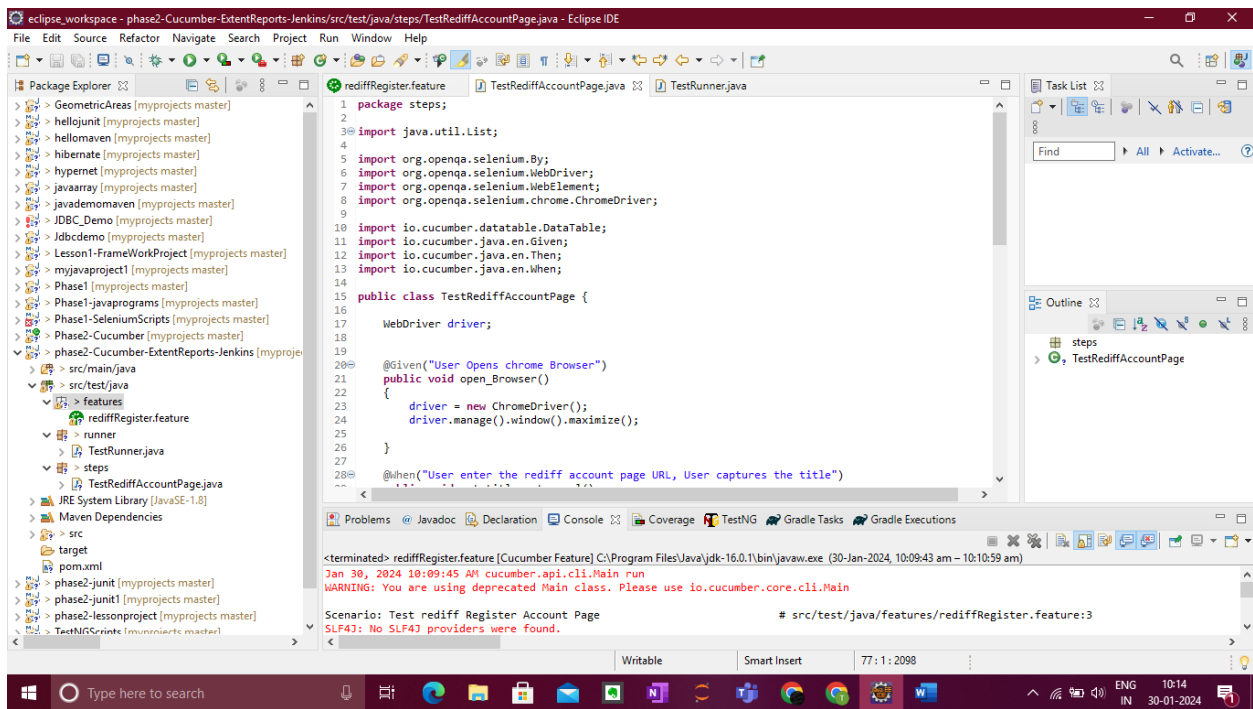 eclipse_workspace - phase2-Cucumber-ExtentReports-Jenkins/src/test/java/steps/TestRediffAccountPage.java - Eclipse IDE
File Edit Source Refactor Navigate Search Project Run Window Help
Package Explorer
> GeometricAreas [myprojects master]
> hellojunit [myprojects master]
> hellomaven [myprojects master]
> hibernate [myprojects master]
> hypernet [myprojects master]
> javaarray [myprojects master]
> javademomaven [myprojects master]
> JDBC_Demo [myprojects master]
> Jdbcdemo [myprojects master]
> Lesson1-FrameWorkProject [myprojects master]
> myjavaproject1 [myprojects master]
> Phase1 [myprojects master]
> Phase1-javaprograms [myprojects master]
> Phase1-SeleniumScripts [myprojects master]
> Phase2-Cucumber [myprojects master]
> phase2-Cucumber-ExtentReports-Jenkins [myproje
> src/main/java
> src/test/java
> features
rediffRegister.feature
> runner
> TestRunner.java
> steps
> TestRediffAccountPage.java
JRE System Library [JavaSE-1.8]
Maven Dependencies
> src
target
pom.xml
> phase2-junit [myprojects master]
> phase2-junit1 [myprojects master]
> phase2-lessonproject [myprojects master]
> TestNGScripts [myprojects master]
rediffRegister.feature TestRediffAccountPage.java TestRunner.java
1 package steps;
2
3 import java.util.List;
4
5 import org.openqa.selenium.By;
6 import org.openqa.selenium.WebDriver;
7 import org.openqa.selenium.WebElement;
8 import org.openqa.selenium.chrome.ChromeDriver;
9
10 import io.cucumber.datatable.DataTable;
11 import io.cucumber.java.en.Given;
12 import io.cucumber.java.en.Then;
13 import io.cucumber.java.en.When;
14
15 public class TestRediffAccountPage {
16
17 WebDriver driver;
18
19
20 @Given("User Opens chrome Browser")
21 public void open_Browser()
22 {
23 driver = new ChromeDriver();
24 driver.manage().window().maximize();
25
26 }
27
28 @When("User enter the rediff account page URL, User captures the title")
Task List
Find All Activate...
Outline
steps
TestRediffAccountPage
Problems Javadoc Declaration Console Coverage TestNG Gradle Tasks Gradle Executions
<terminated> rediffRegister.feature [Cucumber Feature] C:\Program Files\Java\jdk-16.0.1\bin\javaw.exe (30-Jan-2024, 10:09:43 am – 10:10:59 am)
Jan 30, 2024 10:09:45 AM cucumber.api.cli.Main run
WARNING: You are using deprecated Main class. Please use io.cucumber.core.cli.Main
Scenario: Test rediff Register Account Page # src/test/java/features/rediffRegister.feature:3
SLF4J: No SLF4J providers were found.
Writable Smart Insert 77 : 1 : 2098
Type here to search
ENG
IN
10:14
30-01-2024